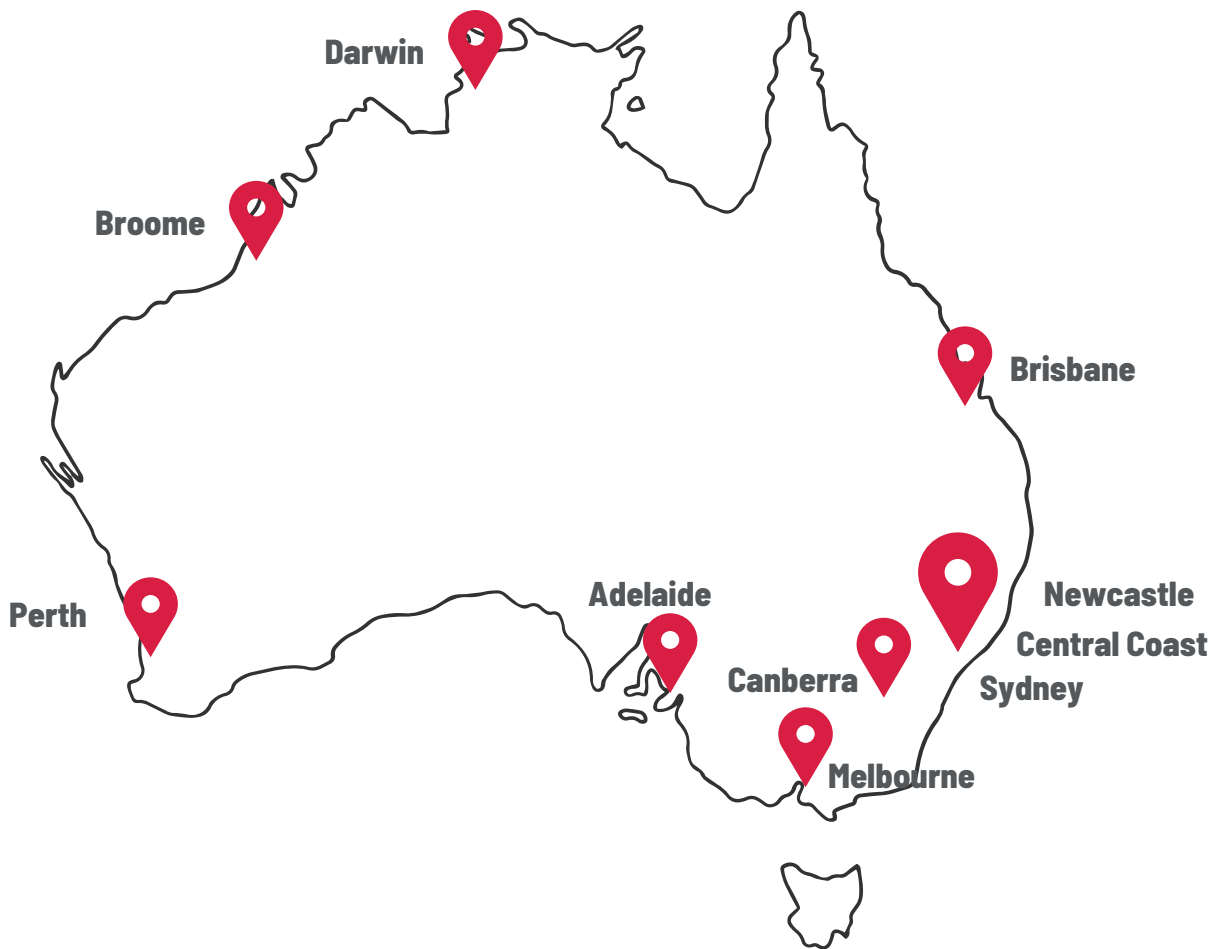 Darwin
Broome
Brisbane
Adelaide
Newcastle
Perth
Central Coast
Canberra
Sydney
Melbourne